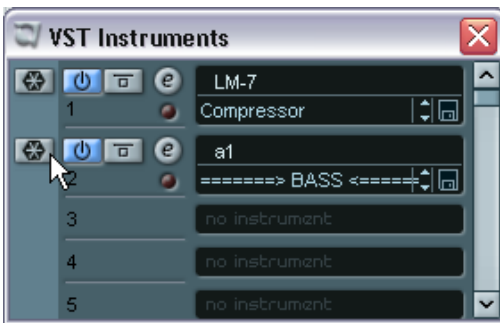 VST Instruments
e LM-7
1 Compressor
e a1
2 =======> BASS <=====
3 no instrument
4 no instrument
5 no instrument